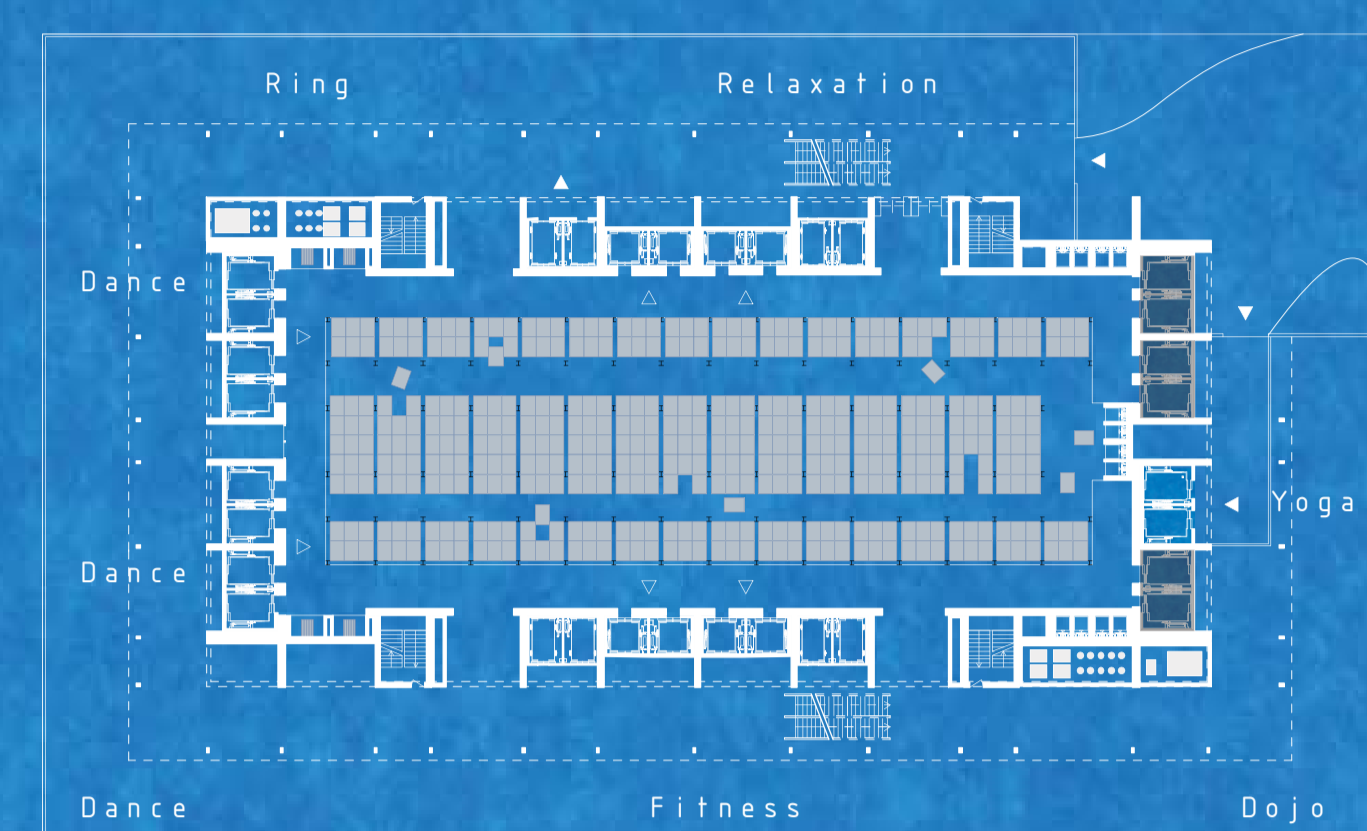 Ring
Relaxation
Dance
Yoga
Dance
Dance
Fitness
Dojo